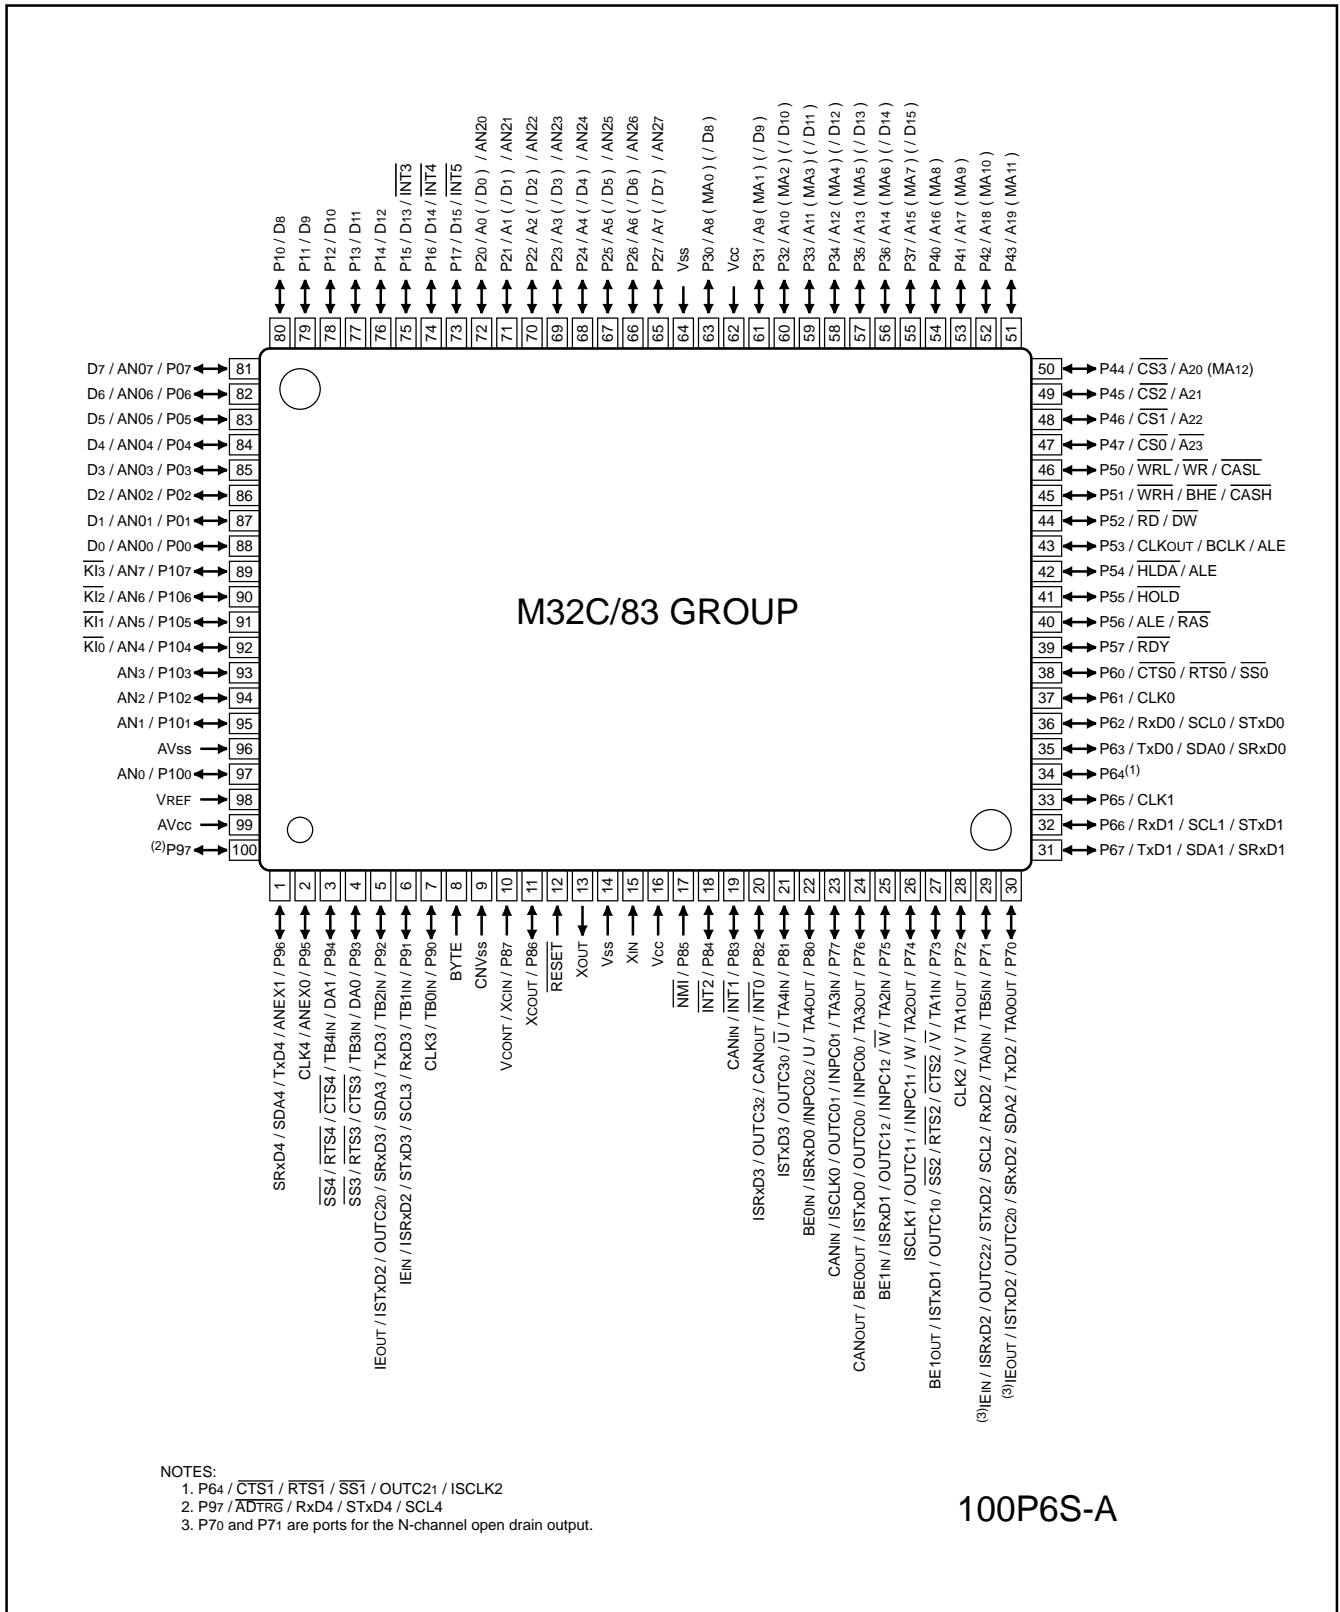 P10 / D8
P11 / D9
P12 / D10
P13 / D11
P14 / D12
P15 / D13 / INT3
P16 / D14 / INT4
P17 / D15 / INT5
P20 / A0 ( / D0 ) / AN20
P21 / A1 ( / D1 ) / AN21
P22 / A2 ( / D2 ) / AN22
P23 / A3 ( / D3 ) / AN23
P24 / A4 ( / D4 ) / AN24
P25 / A5 ( / D5 ) / AN25
P26 / A6 ( / D6 ) / AN26
P27 / A7 ( / D7 ) / AN27
Vss
P30 / A8 ( MA0 ) ( / D8 )
Vcc
P31 / A9 ( MA1 ) ( / D9 )
P32 / A10 ( MA2 ) ( / D10 )
P33 / A11 ( MA3 ) ( / D11 )
P34 / A12 ( MA4 ) ( / D12 )
P35 / A13 ( MA5 ) ( / D13 )
P36 / A14 ( MA6 ) ( / D14 )
P37 / A15 ( MA7 ) ( / D15 )
P40 / A16 ( MA8 )
P41 / A17 ( MA9 )
P42 / A18 ( MA10 )
P43 / A19 ( MA11 )
80 79 78 77 76 75 74 73 72 71 70 69 68 67 66 65 64 63 62 61 60 59 58 57 56 55 54 53 52 51
D7 / AN07 / P07 81
D6 / AN06 / P06 82
D5 / AN05 / P05 83
D4 / AN04 / P04 84
D3 / AN03 / P03 85
D2 / AN02 / P02 86
D1 / AN01 / P01 87
D0 / AN00 / P00 88
KI3 / AN7 / P107 89
KI2 / AN6 / P106 90
KI1 / AN5 / P105 91
KI0 / AN4 / P104 92
AN3 / P103 93
AN2 / P102 94
AN1 / P101 95
AVss 96
AN0 / P100 97
VREF 98
AVcc 99
(2)P97 100
M32C/83 GROUP
50 P44 / CS3 / A20 (MA12)
49 P45 / CS2 / A21
48 P46 / CS1 / A22
47 P47 / CS0 / A23
46 P50 / WRL / WR / CASL
45 P51 / WRH / BHE / CASH
44 P52 / RD / DW
43 P53 / CLKOUT / BCLK / ALE
42 P54 / HLDA / ALE
41 P55 / HOLD
40 P56 / ALE / RAS
39 P57 / RDY
38 P60 / CTS0 / RTS0 / SS0
37 P61 / CLK0
36 P62 / RxD0 / SCL0 / STxD0
35 P63 / TxD0 / SDA0 / SRxD0
34 P64(1)
33 P65 / CLK1
32 P66 / RxD1 / SCL1 / STxD1
31 P67 / TxD1 / SDA1 / SRxD1
1 2 3 4 5 6 7 8 9 10 11 12 13 14 15 16 17 18 19 20 21 22 23 24 25 26 27 28 29 30
SRxD4 / SDA4 / TxD4 / ANEX1 / P96
CLK4 / ANEX0 / P95
SS4 / RTS4 / CTS4 / TB4IN / DA1 / P94
SS3 / RTS3 / CTS3 / TB3IN / DA0 / P93
IEOUT / ISTxD2 / OUTC20 / SRxD3 / SDA3 / TxD3 / TB2IN / P92
IEIN / ISRxD2 / STxD3 / SCL3 / RxD3 / TB1IN / P91
CLK3 / TB0IN / P90
BYTE
CNVss
VCONT / XCIN / P87
XCOUT / P86
RESET
XOUT
Vss
XIN
Vcc
NMI / P85
INT2 / P84
CANIN / INT1 / P83
ISRxD3 / OUTC32 / CANOUT / INT0 / P82
ISTxD3 / OUTC30 / U / TA4IN / P81
BE0IN / ISRxD0 /INPC02 / U / TA4OUT / P80
CANIN / ISCLK0 / OUTC01 / INPC01 / TA3IN / P77
CANOUT / BE0OUT / ISTxD0 / OUTC00 / INPC00 / TA3OUT / P76
BE1IN / ISRxD1 / OUTC12 / INPC12 / W / TA2IN / P75
ISCLK1 / OUTC11 / INPC11 / W / TA2OUT / P74
BE1OUT / ISTxD1 / OUTC10 / SS2 / RTS2 / CTS2 / V / TA1IN / P73
CLK2 / V / TA1OUT / P72
(3)IEIN / ISRxD2 / OUTC22 / STxD2 / SCL2 / RxD2 / TA0IN / TB5IN / P71
(3)IEOUT / ISTxD2 / OUTC20 / SRxD2 / SDA2 / TxD2 / TA0OUT / P70
NOTES:
1. P64 / CTS1 / RTS1 / SS1 / OUTC21 / ISCLK2
2. P97 / ADTRG / RxD4 / STxD4 / SCL4
3. P70 and P71 are ports for the N-channel open drain output.
100P6S-A